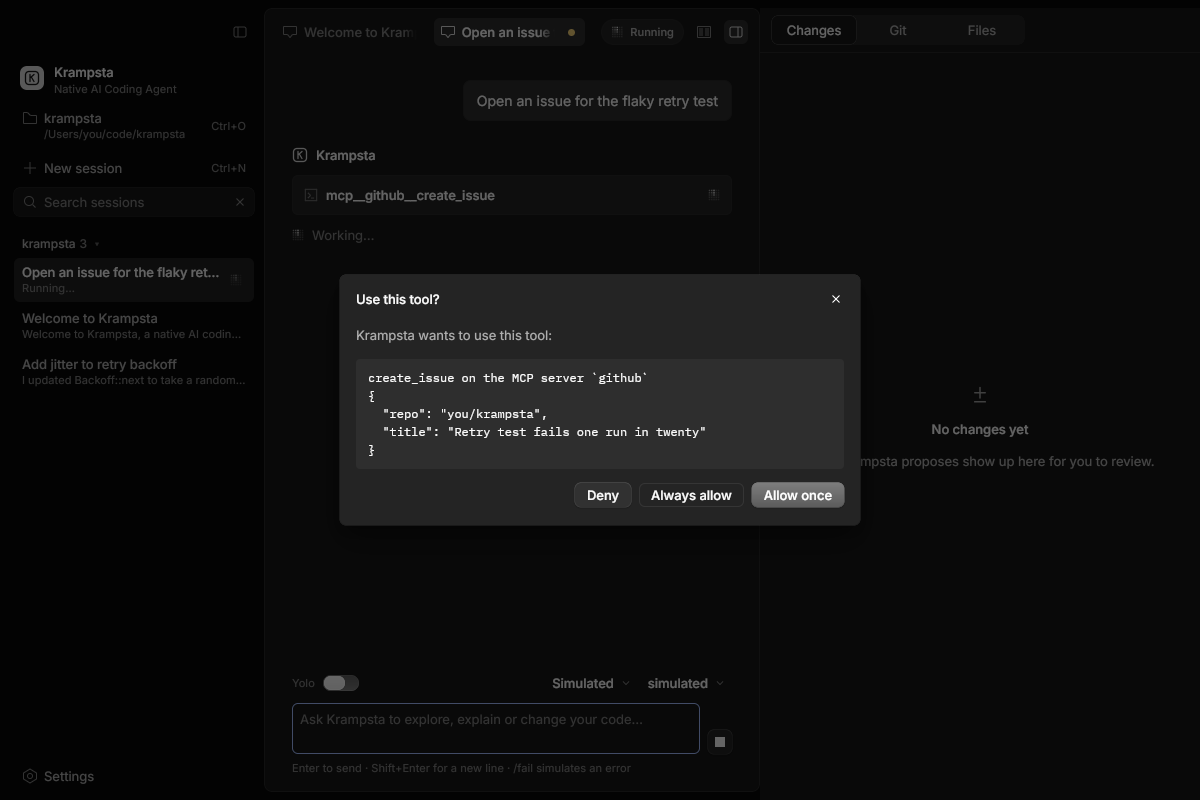 Krampsta
Native AI Coding Agent
krampsta
/Users/you/code/krampsta
Ctrl+O
New session
Ctrl+N
Search sessions
krampsta 3
Open an issue for the flaky ret...
Running...
Welcome to Krampsta
Welcome to Krampsta, a native AI codin...
Add jitter to retry backoff
I updated Backoff::next to take a random...
Settings
Welcome to Kram
Open an issue
Running
Open an issue for the flaky retry test
Krampsta
mcp__github__create_issue
Working...
Use this tool?
Krampsta wants to use this tool:
create_issue on the MCP server `github`
{
"repo": "you/krampsta",
"title": "Retry test fails one run in twenty"
}
Deny
Always allow
Allow once
Yolo
Simulated
simulated
Ask Krampsta to explore, explain or change your code...
Enter to send · Shift+Enter for a new line · /fail simulates an error
Changes
Git
Files
No changes yet
mpsta proposes show up here for you to review.